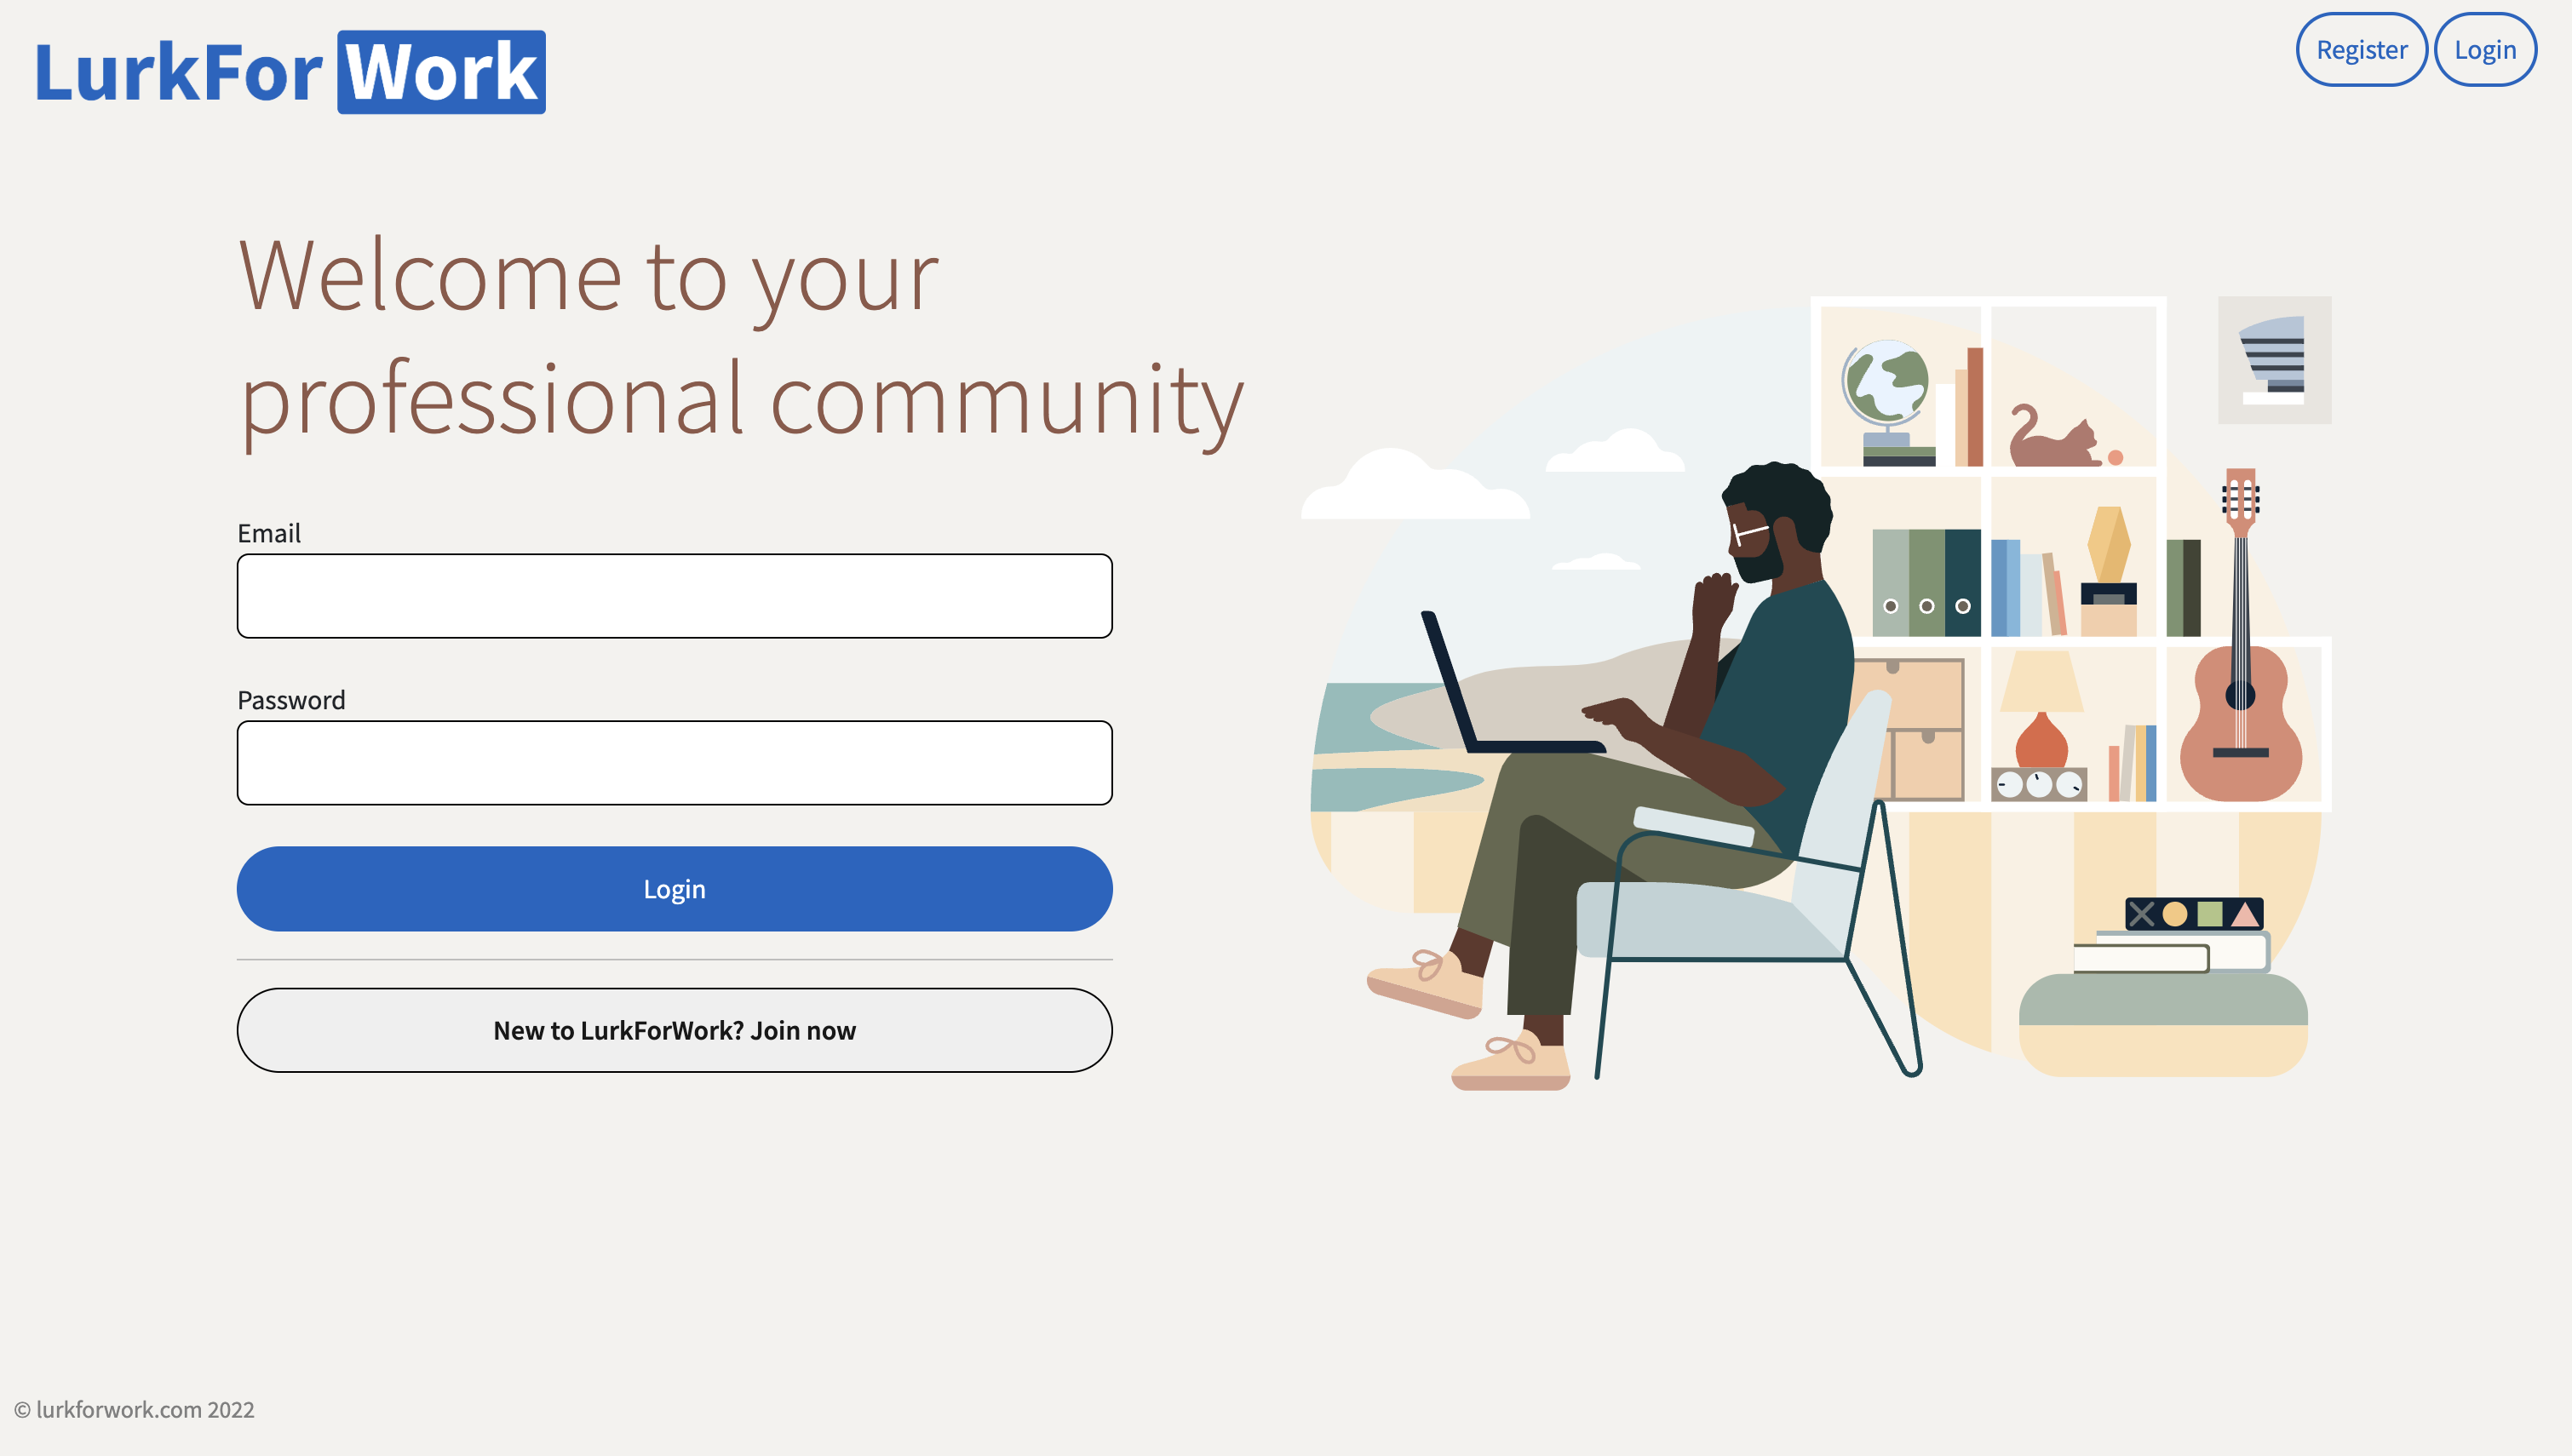 LurkFor Work
Register
Login
Welcome to your
professional community
Email
Password
Login
New to LurkForWork? Join now
© lurkforwork.com 2022